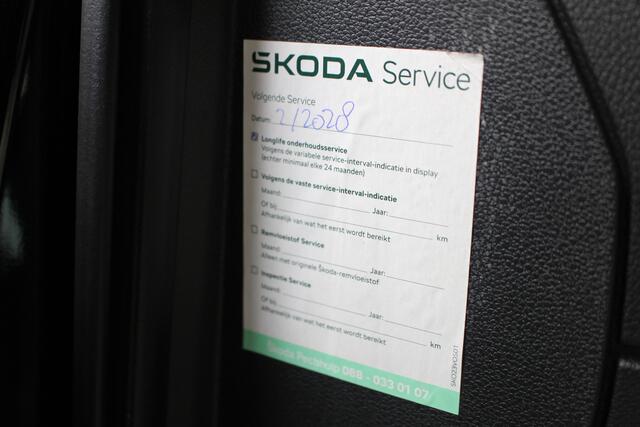 ŠKODA Service
Volgende Service
Datum: 2/2028
Longlife onderhoudsservice
Volgens de variabele service-interval-indicatie in display
(echter minimaal elke 24 maanden)
Volgens de vaste service-interval-indicatie
Maand: Jaar:
Of bij km
Afhankelijk van wat het eerst wordt bereikt
Remvloeistof Service
Maand: Jaar:
Alleen met originele Škoda-remvloeistof
Inspectie Service
Maand: Jaar:
Of bij km
Afhankelijk van wat het eerst wordt bereikt
Škoda Pechhulp 088 - 033 01 07
SKO23VOS01